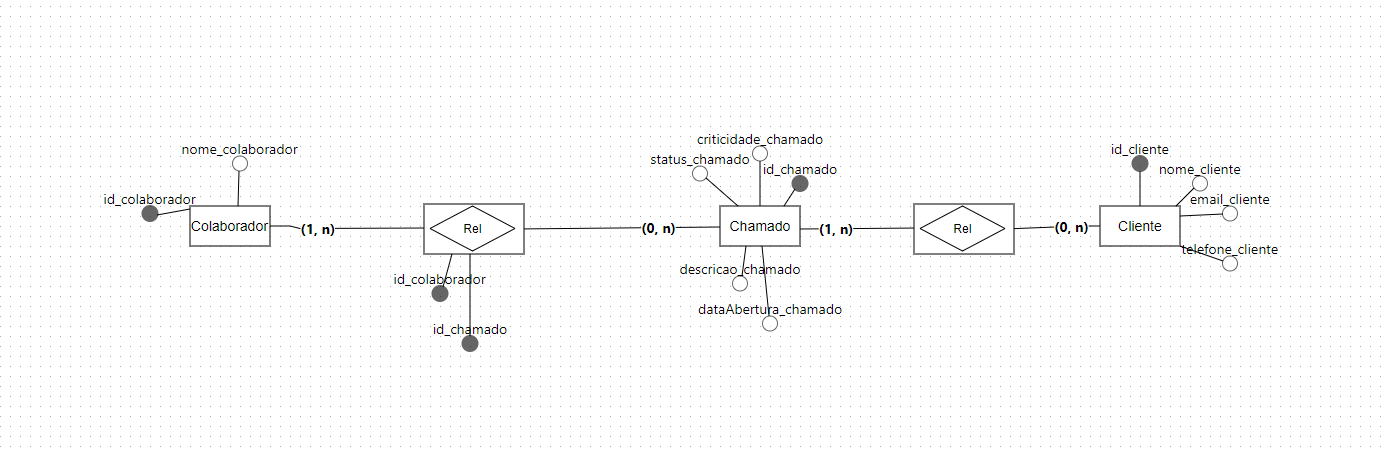 criticidade_chamado
nome_colaborador
status_chamado
id_cliente
id_chamado
nome_cliente
id_colaborador
email_cliente
Colaborador
(1, n)
Rel
(0, n)
Chamado
(1, n)
Rel
(0, n)
Cliente
telefone_cliente
id_colaborador
descricao_chamado
dataAbertura_chamado
id_chamado